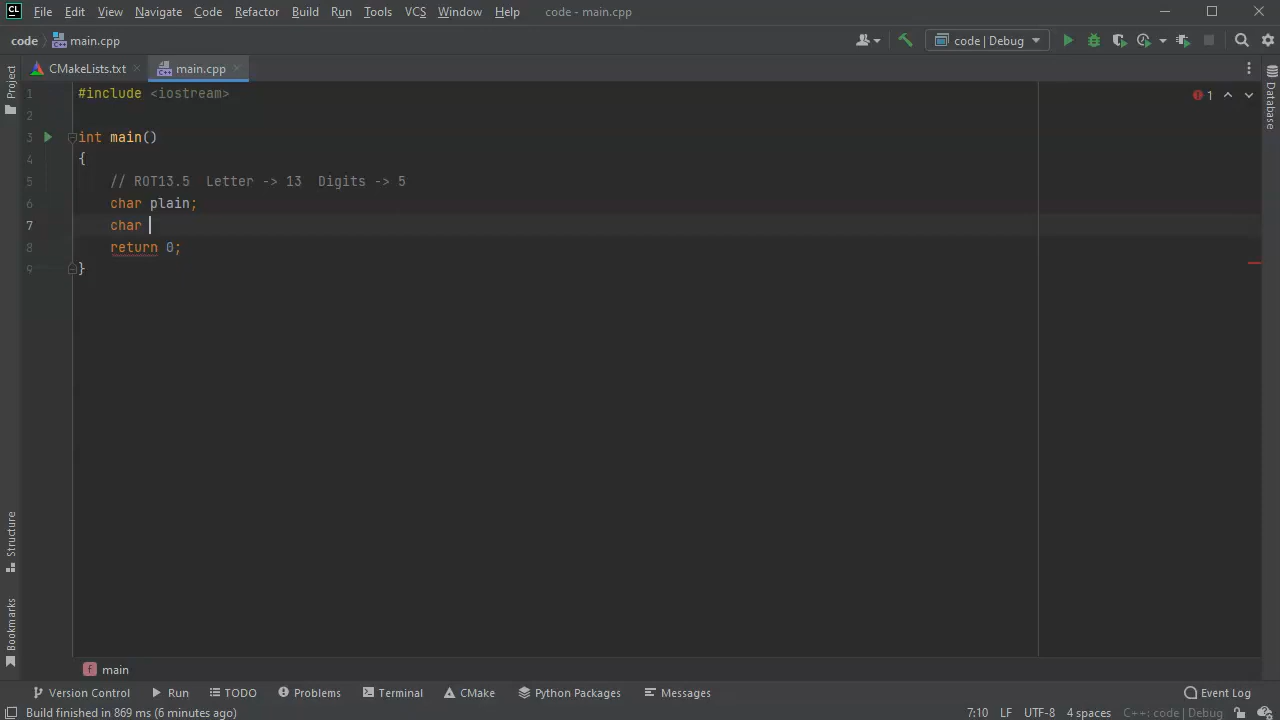 CL File Edit View Navigate Code Refactor Build Run Tools VCS Window Help code - main.cpp
code main.cpp code | Debug
CMakeLists.txt main.cpp
1 #include <iostream>
2
3 int main()
4 {
5 // ROT13.5 Letter -> 13 Digits -> 5
6 char plain;
7 char
8 return 0;
9 }
1
Project
Structure
Bookmarks
Database
f main
Version Control Run TODO Problems Terminal CMake Python Packages Messages Event Log
Build finished in 869 ms (6 minutes ago) 7:10 LF UTF-8 4 spaces C++: code | Debug